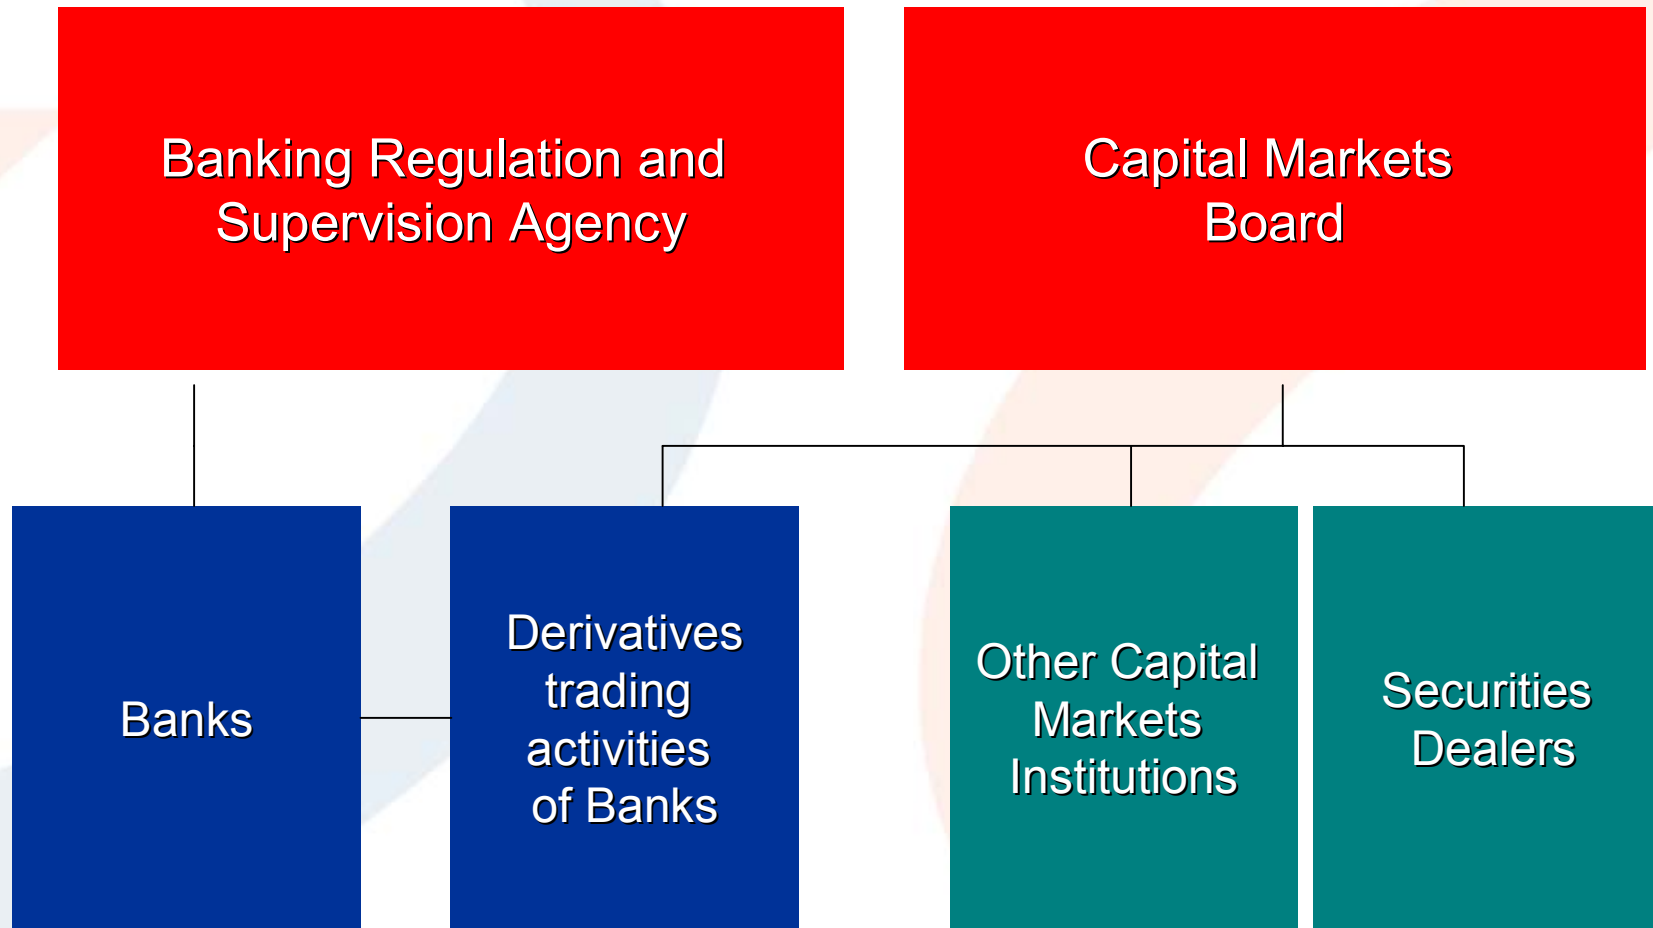 Banking Regulation and
Supervision Agency
Capital Markets
Board
Banks
Derivatives
trading
activities
of Banks
Other Capital
Markets
Institutions
Securities
Dealers